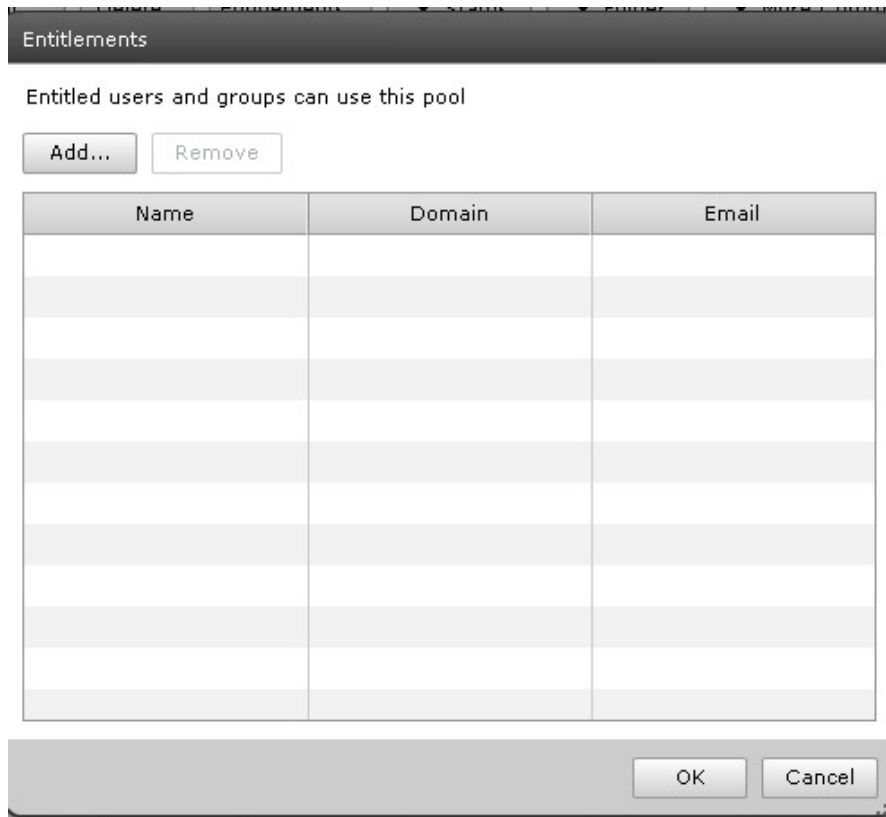 Entitlements
Entitled users and groups can use this pool
Add... Remove
Name Domain Email
OK Cancel